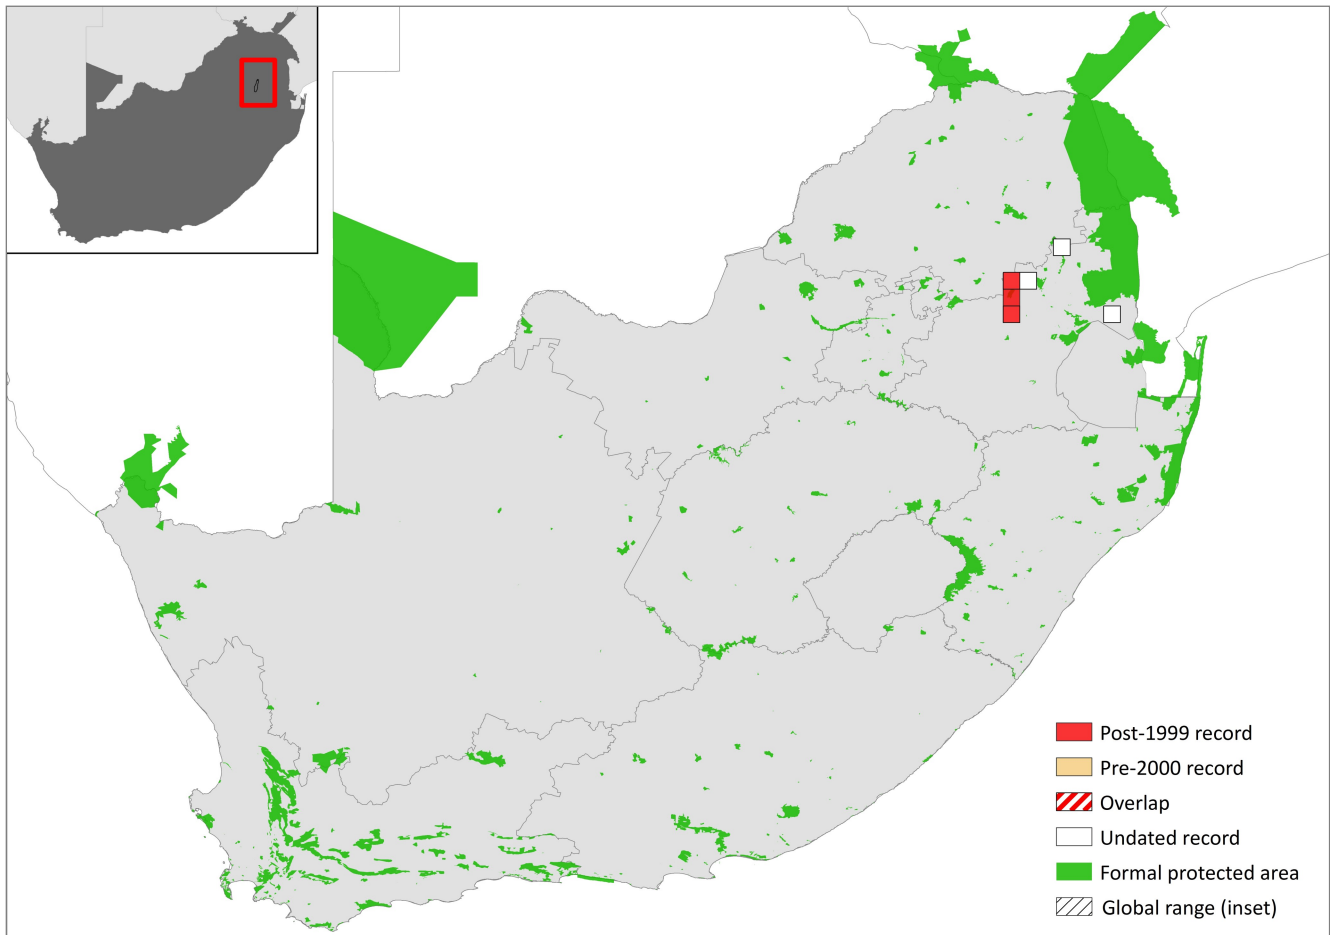 Post-1999 record
Pre-2000 record
Overlap
Undated record
Formal protected area
Global range (inset)